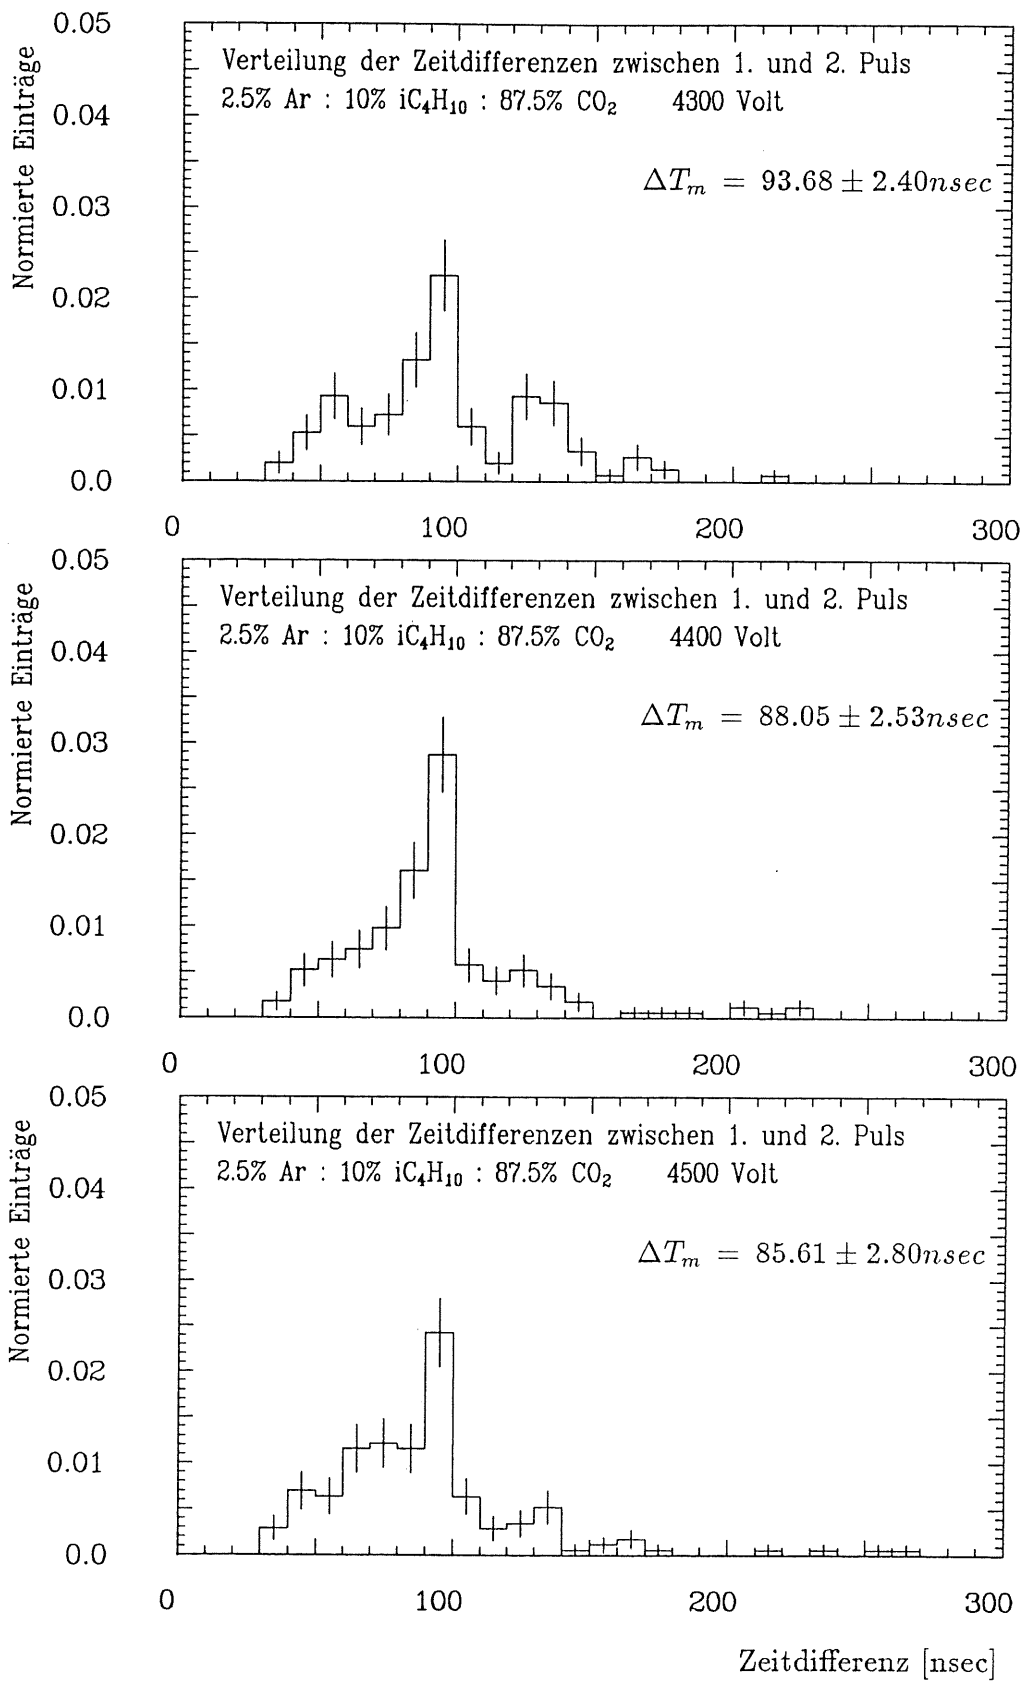 Normierte Einträge
0.05
0.04
0.03
0.02
0.01
0.0
Verteilung der Zeitdifferenzen zwischen 1. und 2. Puls
2.5% Ar : 10% iC₄H₁₀ : 87.5% CO₂ 4300 Volt
ΔTₘ = 93.68 ± 2.40nsec
0 100 200 300
Normierte Einträge
0.05
0.04
0.03
0.02
0.01
0.0
Verteilung der Zeitdifferenzen zwischen 1. und 2. Puls
2.5% Ar : 10% iC₄H₁₀ : 87.5% CO₂ 4400 Volt
ΔTₘ = 88.05 ± 2.53nsec
0 100 200 300
Normierte Einträge
0.05
0.04
0.03
0.02
0.01
0.0
Verteilung der Zeitdifferenzen zwischen 1. und 2. Puls
2.5% Ar : 10% iC₄H₁₀ : 87.5% CO₂ 4500 Volt
ΔTₘ = 85.61 ± 2.80nsec
0 100 200 300
Zeitdifferenz [nsec]